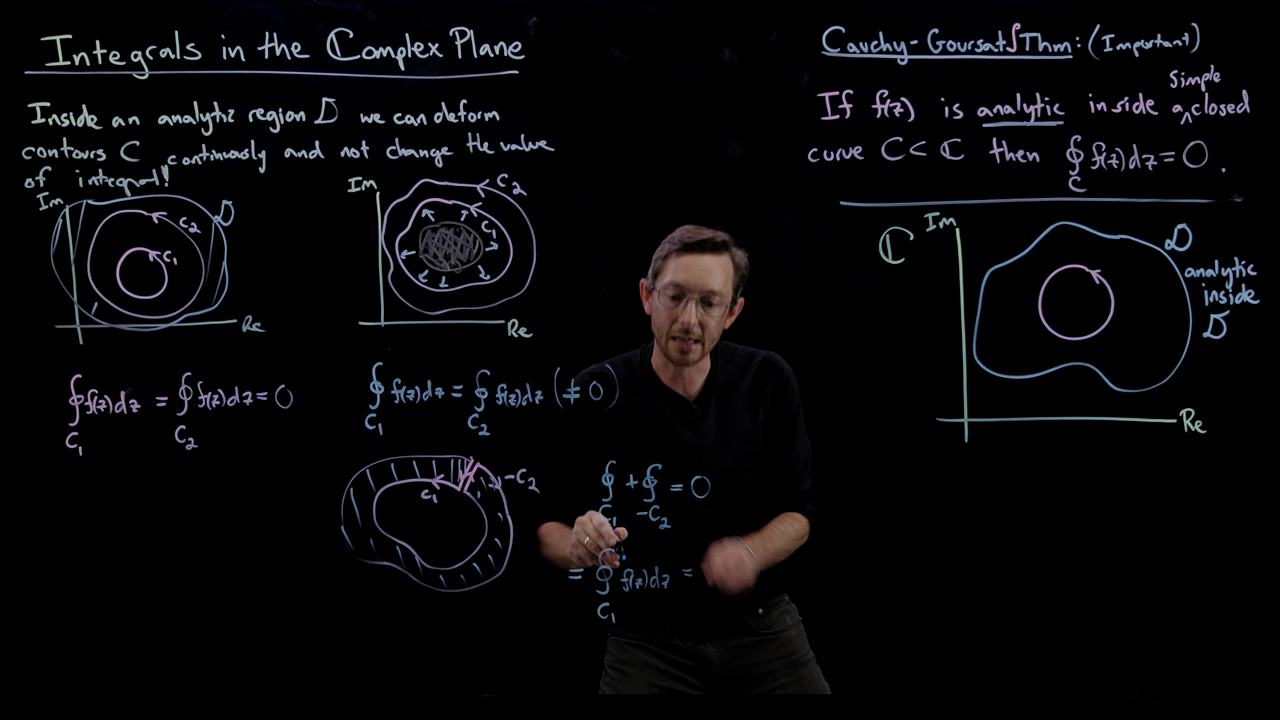 Integrals in the Complex Plane
Inside an analytic region D we can deform
contours C continuously and not change the value
of integral!
Im
D
C₂
C₁
Re
Im
C₂
C₁
Re
∮f(z)dz = ∮f(z)dz = 0
C₁ C₂
∮f(z)dz = ∮f(z)dz (≠ 0)
C₁ C₂
C₁
-C₂
∮ + ∮ = 0
C₁ -C₂
= ∮ f(z)dz =
C₁
Cauchy-Goursat ∫ Thm: (Important)
Simple
If f(z) is analytic inside a ^ closed
curve C < ℂ then ∮f(z)dz = 0.
C
ℂ
Im
D
analytic
inside
D
Re